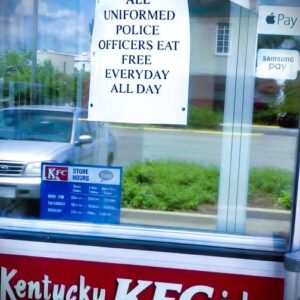 ALL
UNIFORMED
POLICE
OFFICERS EAT
FREE
EVERYDAY
ALL DAY
Pay
SAMSUNG
pay
KFC STORE
HOURS
Kentucky KFC